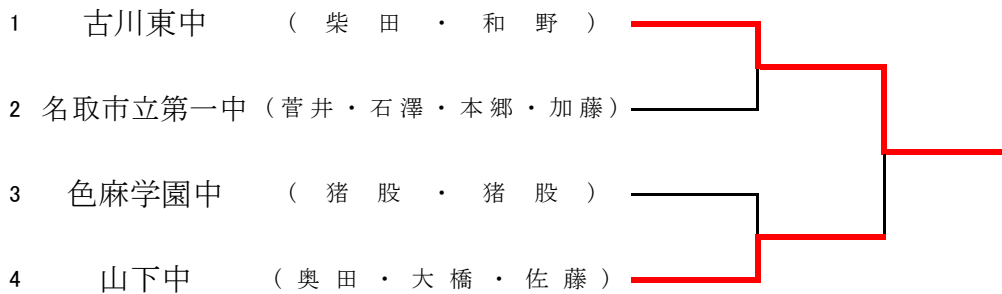 1 古川東中 (柴田・和野)
2 名取市立第一中 (菅井・石澤・本郷・加藤)
3 色麻学園中 (猪股・猪股)
4 山下中 (奥田・大橋・佐藤)